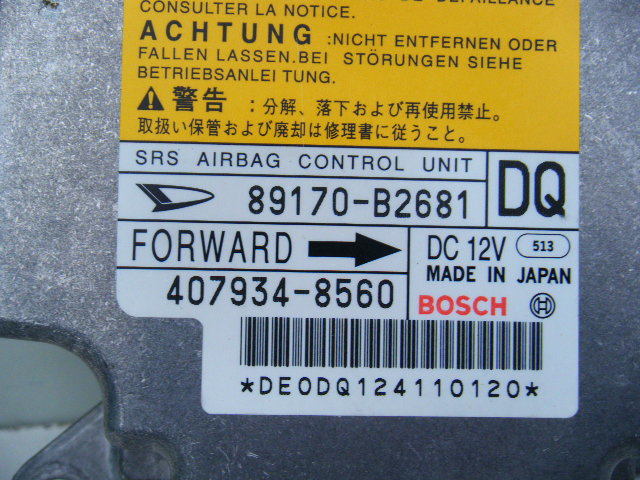 DE DÉFAILLANCE
CONSULTER LA NOTICE.
ACHTUNG :NICHT ENTFERNEN ODER
FALLEN LASSEN.BEI STÖRUNGEN SIEHE
BETRIEBSANLEI TUNG.
警告 : 分解、落下および再使用禁止。
取扱い保管および廃却は修理書に従うこと。
SRS AIRBAG CONTROL UNIT
89170-B2681
DQ
FORWARD
DC 12V 513
MADE IN JAPAN
407934-8560
BOSCH
*DE0DQ124110120*